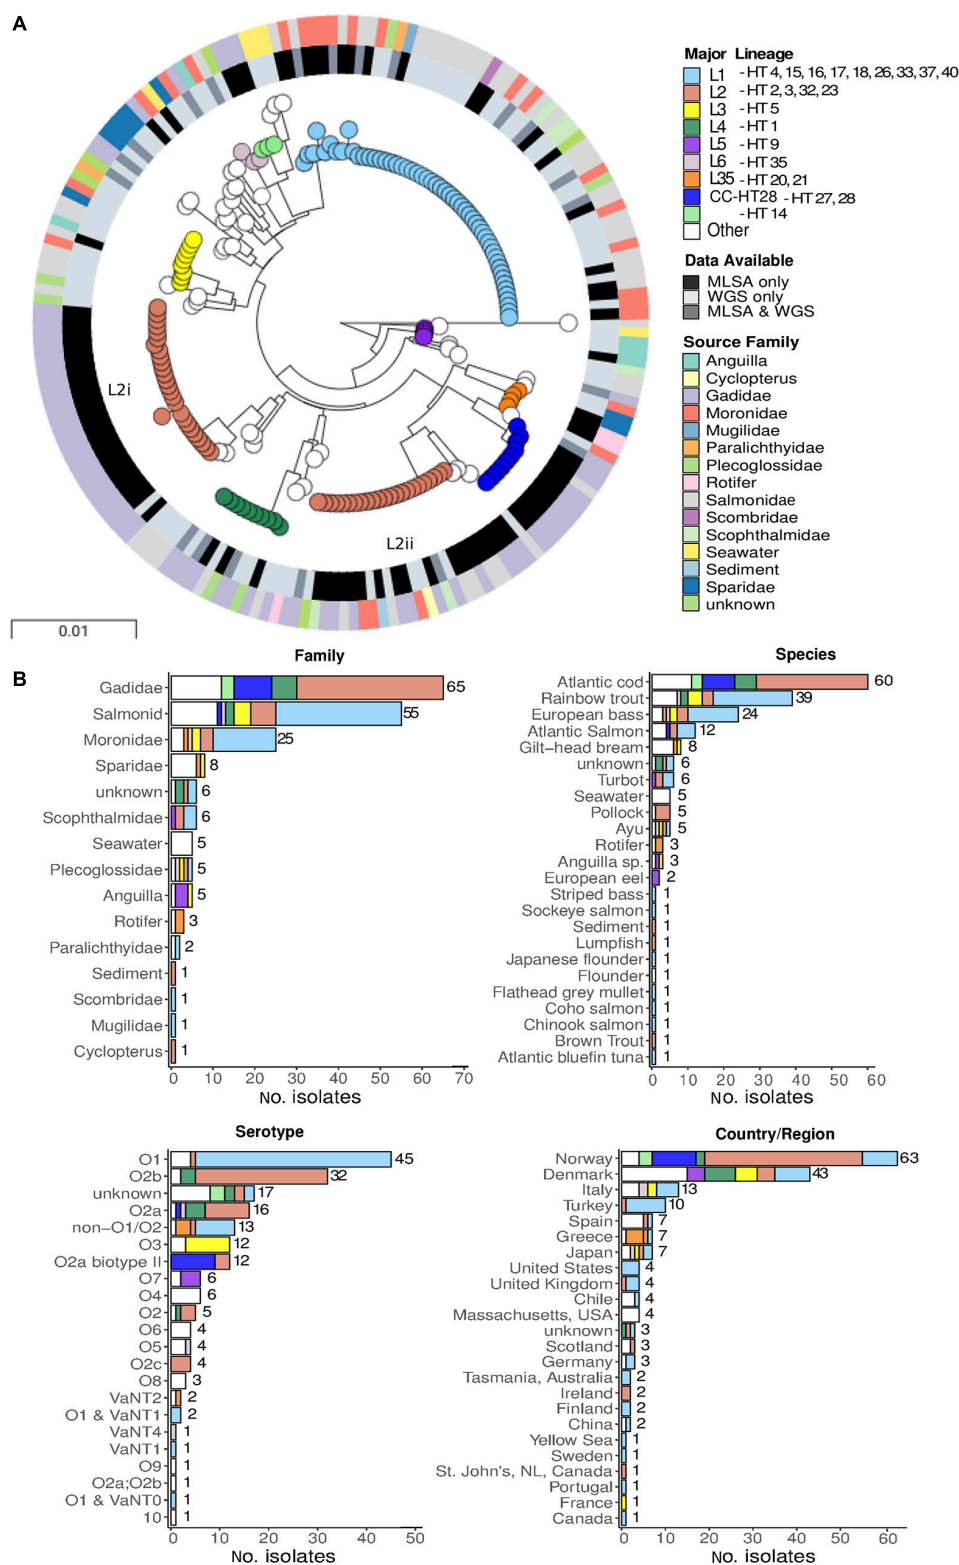 A
Major Lineage
L1 - HT 4, 15, 16, 17, 18, 26, 33, 37, 40
L2 - HT 2, 3, 32, 23
L3 - HT 5
L4 - HT 1
L5 - HT 9
L6 - HT 35
L35 - HT 20, 21
CC-HT28 - HT 27, 28
- HT 14
Other
Data Available
MLSA only
WGS only
MLSA & WGS
Source Family
Anguilla
Cyclopterus
Gadidae
Moronidae
Mugilidae
Paralichthyidae
Plecoglossidae
Rotifer
Salmonidae
Scombridae
Scophthalmidae
Seawater
Sediment
Sparidae
unknown
L2i
L2ii
0.01
B
Family
Gadidae 65
Salmonid 55
Moronidae 25
Sparidae 8
unknown 6
Scophthalmidae 6
Seawater 5
Plecoglossidae 5
Anguilla 5
Rotifer 3
Paralichthyidae 2
Sediment 1
Scombridae 1
Mugilidae 1
Cyclopterus 1
0 10 20 30 40 50 60 70
No. isolates
Species
Atlantic cod 60
Rainbow trout 39
European bass 24
Atlantic Salmon 12
Gilt-head bream 8
unknown 6
Turbot 6
Seawater 5
Pollock 5
Ayu 5
Rotifer 3
Anguilla sp. 3
European eel 2
Striped bass 1
Sockeye salmon 1
Sediment 1
Lumpfish 1
Japanese flounder 1
Flounder 1
Flathead grey mullet 1
Coho salmon 1
Chinook salmon 1
Brown Trout 1
Atlantic bluefin tuna 1
0 10 20 30 40 50 60
No. isolates
Serotype
O1 45
O2b 32
unknown 17
O2a 16
non-O1/O2 13
O3 12
O2a biotype II 12
O7 6
O4 6
O2 5
O6 4
O5 4
O2c 4
O8 3
VaNT2 2
O1 & VaNT1 2
VaNT4 1
VaNT1 1
O9 1
O2a;O2b 1
O1 & VaNT0 1
10 1
0 10 20 30 40 50
No. isolates
Country/Region
Norway 63
Denmark 43
Italy 13
Turkey 10
Spain 7
Greece 7
Japan 7
United States 4
United Kingdom 4
Chile 4
Massachusetts, USA 4
unknown 3
Scotland 3
Germany 3
Tasmania, Australia 2
Ireland 2
Finland 2
China 2
Yellow Sea 1
Sweden 1
St. John's, NL, Canada 1
Portugal 1
France 1
Canada 1
0 10 20 30 40 50 60
No. isolates